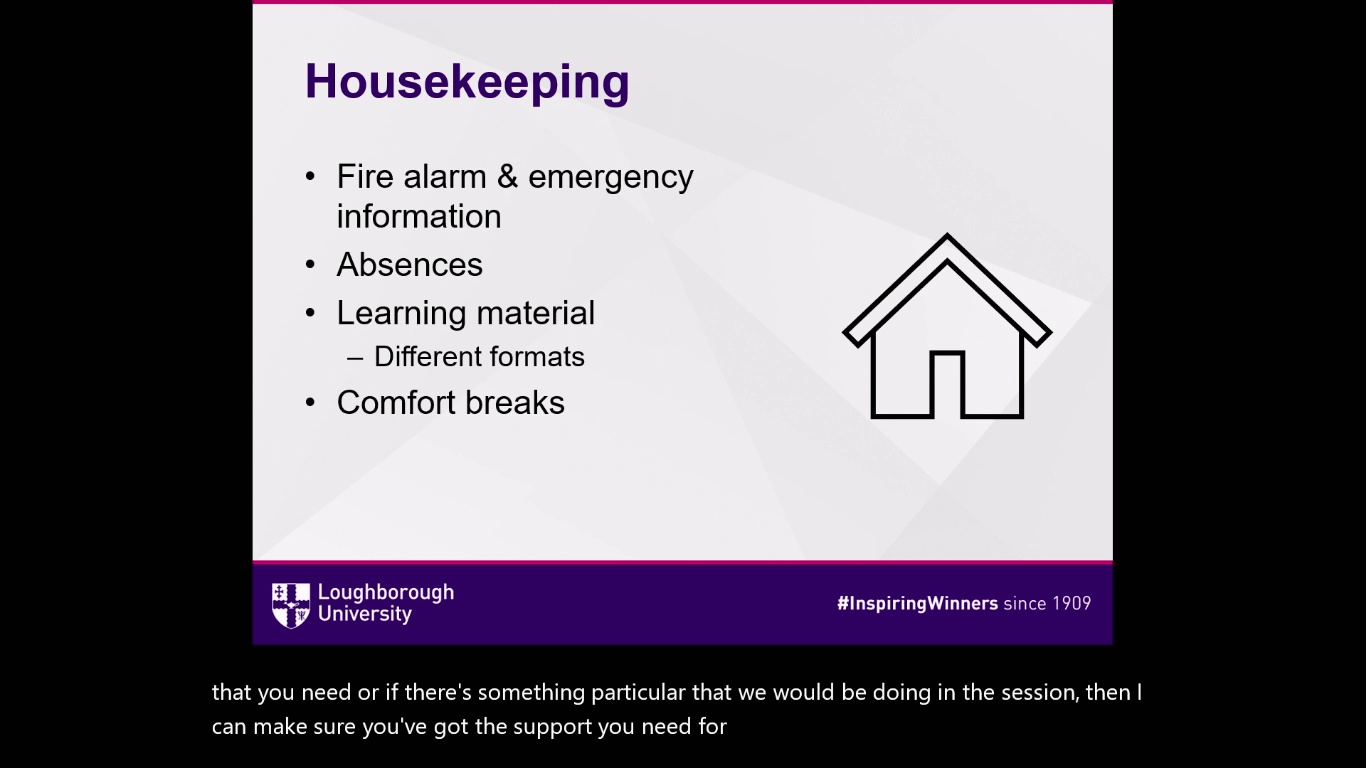 Housekeeping
• Fire alarm & emergency
information
• Absences
• Learning material
– Different formats
• Comfort breaks
Loughborough
University
#InspiringWinners since 1909
that you need or if there's something particular that we would be doing in the session, then I
can make sure you've got the support you need for